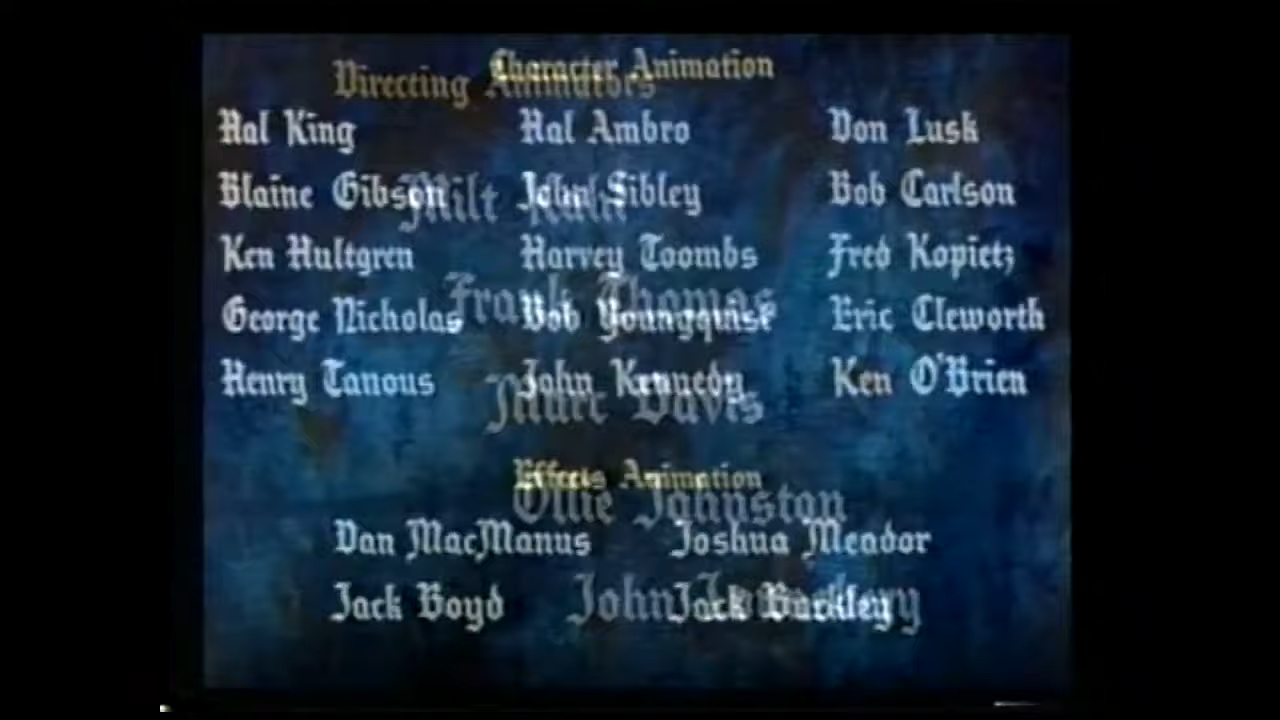 Character Animation
Directing Animators
Hal King Hal Ambro Don Lusk
Blaine Gibson John Sibley Bob Carlson
Milt Kahl
Ken Hultgren Harvey Toombs Fred Kopietz
Frank Thomas
George Nicholas Bob Youngquist Eric Cleworth
Henry Tanous John Kennedy Ken O'Brien
Marc Davis
Effects Animation
Ollie Johnston
Dan MacManus Joshua Meador
Jack Boyd Jack Buckley
John